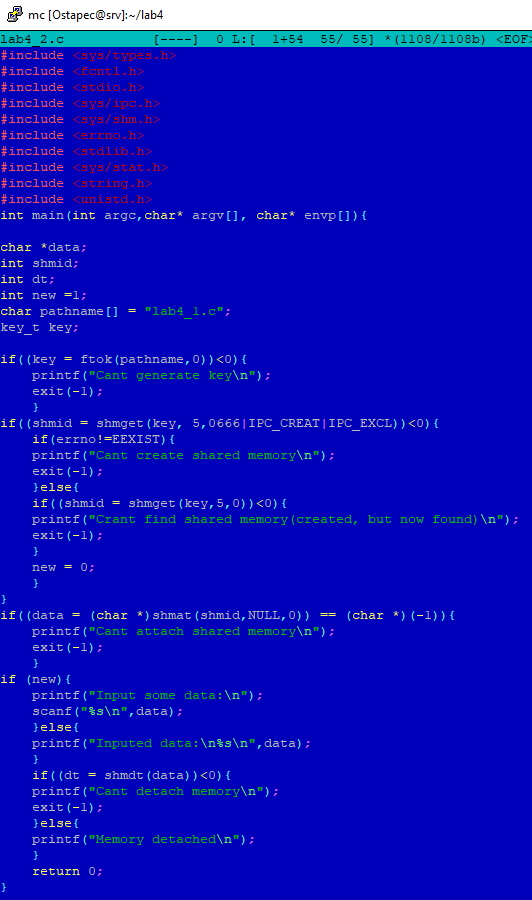 mc [Ostapec@srv]:~/lab4
lab4_2.c [----] 0 L:[ 1+54 55/ 55] *(1108/1108b) <EOF>
#include <sys/types.h>
#include <fcntl.h>
#include <stdio.h>
#include <sys/ipc.h>
#include <sys/shm.h>
#include <errno.h>
#include <stdlib.h>
#include <sys/stat.h>
#include <string.h>
#include <unistd.h>
int main(int argc,char* argv[], char* envp[]){
char *data;
int shmid;
int dt;
int new =1;
char pathname[] = "lab4_1.c";
key_t key;
if((key = ftok(pathname,0))<0){
printf("Cant generate key\n");
exit(-1);
}
if((shmid = shmget(key, 5,0666|IPC_CREAT|IPC_EXCL))<0){
if(errno!=EEXIST){
printf("Cant create shared memory\n");
exit(-1);
}else{
if((shmid = shmget(key,5,0))<0){
printf("Crant find shared memory(created, but now found)\n");
exit(-1);
}
new = 0;
}
}
if((data = (char *)shmat(shmid,NULL,0)) == (char *)(-1)){
printf("Cant attach shared memory\n");
exit(-1);
}
if (new){
printf("Input some data:\n");
scanf("%s\n",data);
}else{
printf("Inputed data:\n%s\n",data);
}
if((dt = shmdt(data))<0){
printf("Cant detach memory\n");
exit(-1);
}else{
printf("Memory detached\n");
}
return 0;
}